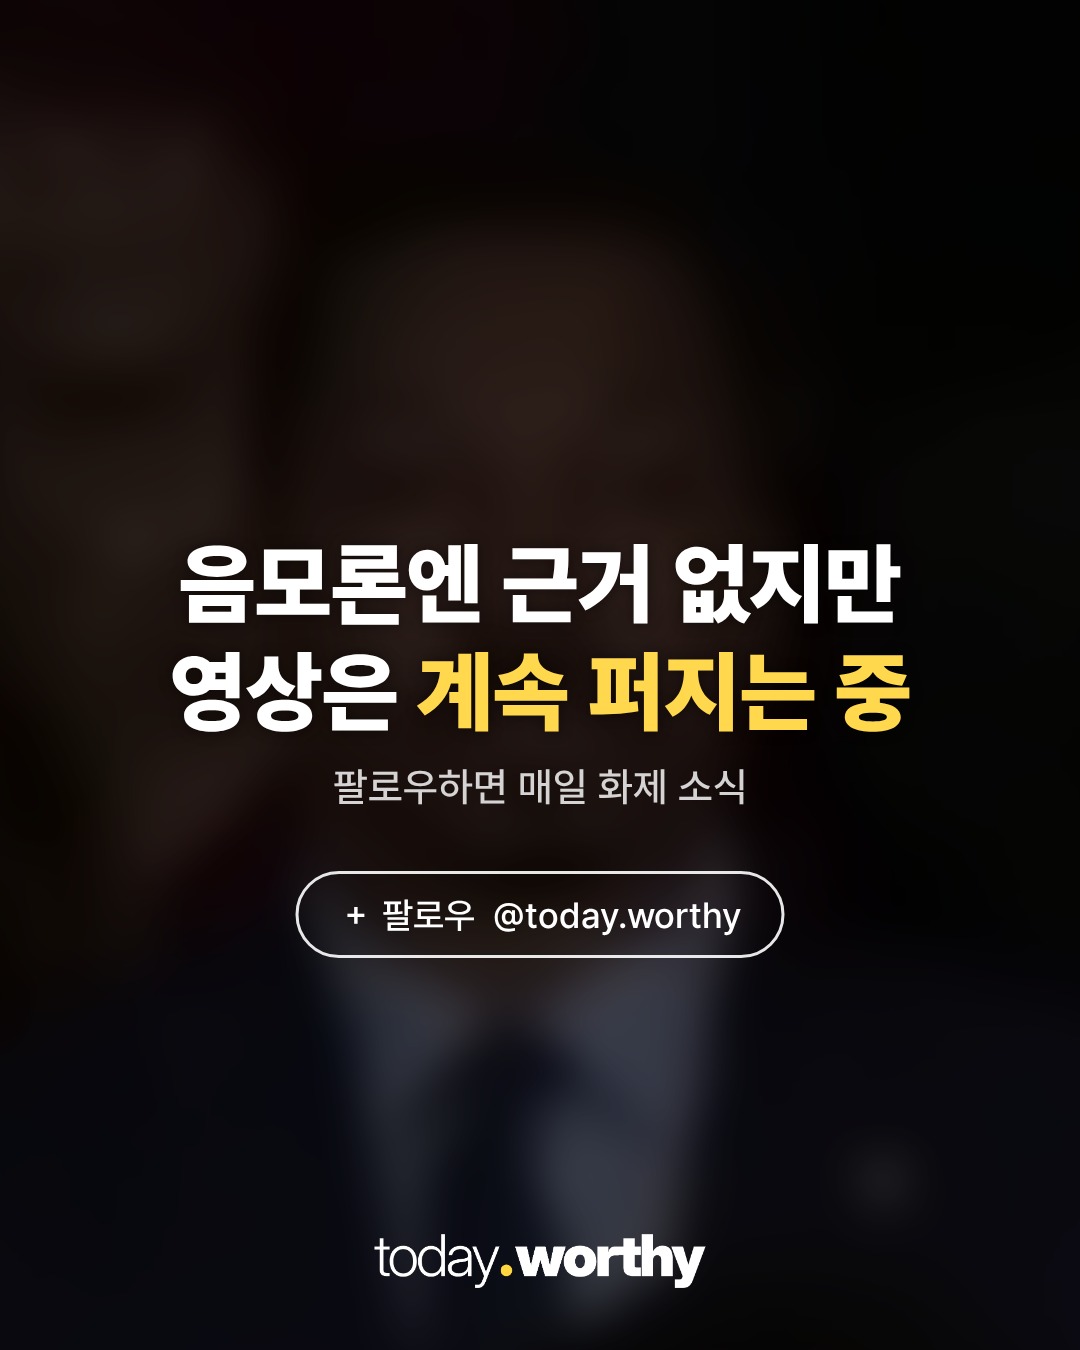 음모론엔 근거 없지만
영상은 계속 퍼지는 중
팔로우하면 매일 화제 소식
+ 팔로우 @today.worthy
today.worthy